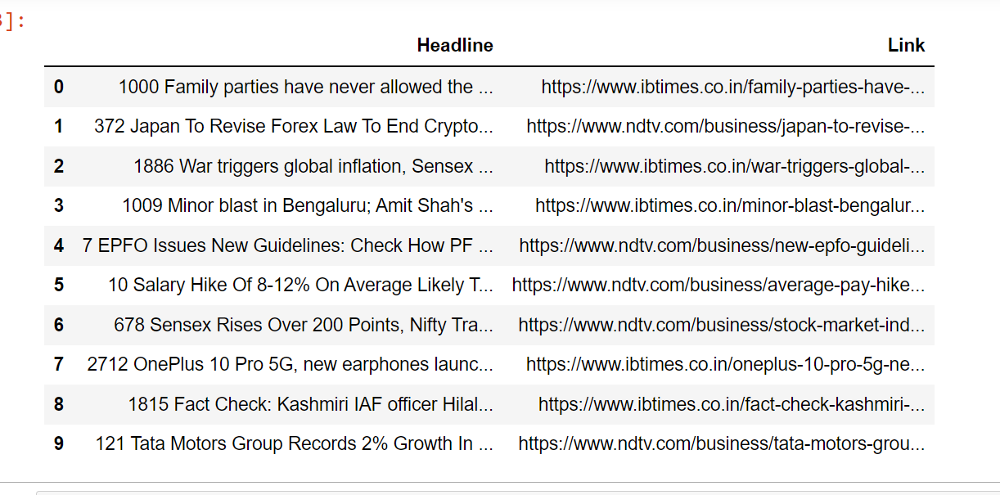 ]:
Headline Link
0 1000 Family parties have never allowed the ... https://www.ibtimes.co.in/family-parties-have-...
1 372 Japan To Revise Forex Law To End Crypto... https://www.ndtv.com/business/japan-to-revise-...
2 1886 War triggers global inflation, Sensex ... https://www.ibtimes.co.in/war-triggers-global-...
3 1009 Minor blast in Bengaluru; Amit Shah's ... https://www.ibtimes.co.in/minor-blast-bengalur...
4 7 EPFO Issues New Guidelines: Check How PF ... https://www.ndtv.com/business/new-epfo-guideli...
5 10 Salary Hike Of 8-12% On Average Likely T... https://www.ndtv.com/business/average-pay-hike...
6 678 Sensex Rises Over 200 Points, Nifty Tra... https://www.ndtv.com/business/stock-market-ind...
7 2712 OnePlus 10 Pro 5G, new earphones launc... https://www.ibtimes.co.in/oneplus-10-pro-5g-ne...
8 1815 Fact Check: Kashmiri IAF officer Hilal... https://www.ibtimes.co.in/fact-check-kashmiri-...
9 121 Tata Motors Group Records 2% Growth In ... https://www.ndtv.com/business/tata-motors-grou...